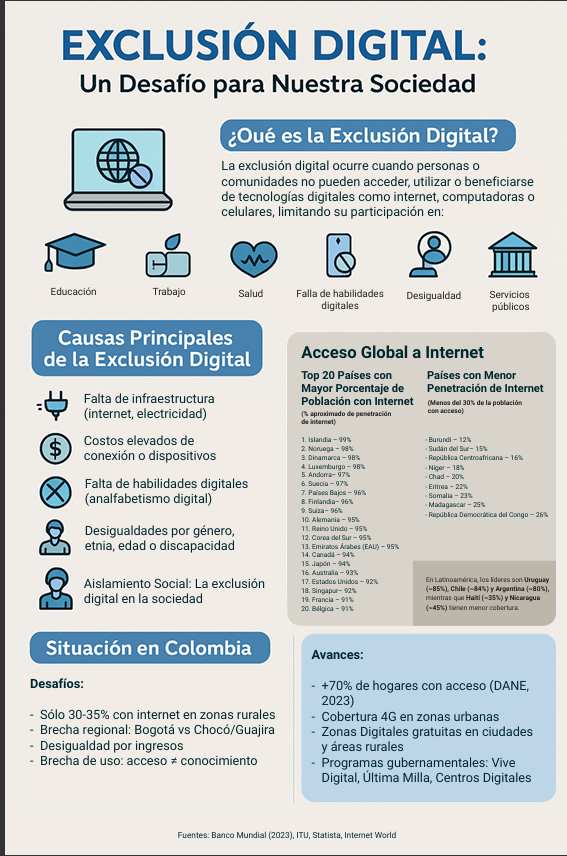 EXCLUSIÓN DIGITAL:
Un Desafío para Nuestra Sociedad
¿Qué es la Exclusión Digital?
La exclusión digital ocurre cuando personas o
comunidades no pueden acceder, utilizar o beneficiarse
de tecnologías digitales como internet, computadoras o
celulares, limitando su participación en:
Educación
Trabajo
Salud
Falla de habilidades
digitales
Desigualdad
Servicios
públicos
Causas Principales
de la Exclusión Digital
Falta de infraestructura
(internet, electricidad)
Costos elevados de
conexión o dispositivos
Falta de habilidades digitales
(analfabetismo digital)
Desigualdades por género,
etnia, edad o discapacidad
Aislamiento Social: La exclusión
digital en la sociedad
Acceso Global a Internet
Top 20 Países con
Mayor Porcentaje de
Población con Internet
(% aproximado de penetración
de internet)
1. Islandia – 99%
2. Noruega – 98%
3. Dinamarca – 98%
4. Luxemburgo – 98%
5. Andorra– 97%
6. Suecia – 97%
7. Países Bajos – 96%
8. Finlandia– 96%
9. Suiza– 96%
10. Alemania – 95%
11. Reino Unido – 95%
12. Corea del Sur – 95%
13. Emiratos Árabes (EAU) – 95%
14. Canadá – 94%
15. Japón – 94%
16. Australia – 93%
17. Estados Unidos – 92%
18. Singapur– 92%
19. Francia – 91%
20. Bélgica – 91%
Países con Menor
Penetración de Internet
(Menos del 30% de la población
con acceso)
· Burundi – 12%
· Sudán del Sur– 15%
· República Centroafricana – 16%
· Níger – 18%
· Chad – 20%
· Eritrea – 22%
· Somalia – 23%
· Madagascar – 25%
· República Democrática del Congo – 26%
En Latinoamérica, los líderes son Uruguay
(~85%), Chile (~84%) y Argentina (~80%),
mientras que Haití (~35%) y Nicaragua
(~45%) tienen menor cobertura.
Situación en Colombia
Desafíos:
- Sólo 30-35% con internet en zonas rurales
- Brecha regional: Bogotá vs Chocó/Guajira
- Desigualdad por ingresos
- Brecha de uso: acceso ≠ conocimiento
Avances:
- +70% de hogares con acceso (DANE,
2023)
- Cobertura 4G en zonas urbanas
- Zonas Digitales gratuitas en ciudades
y áreas rurales
- Programas gubernamentales: Vive
Digital, Última Milla, Centros Digitales
Fuentes: Banco Mundial (2023), ITU, Statista, Internet World